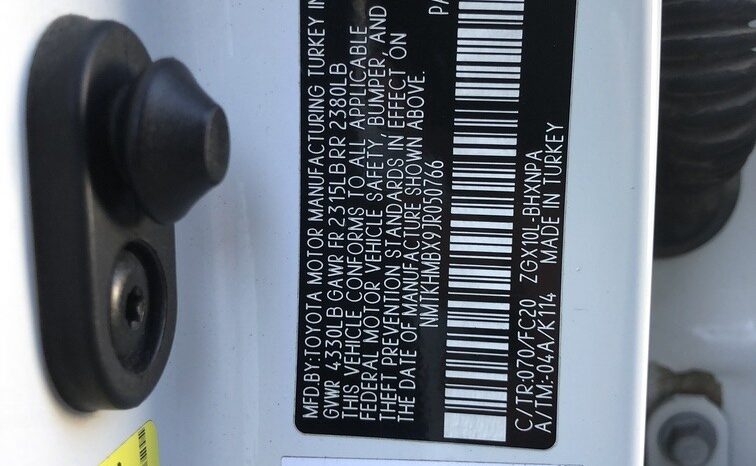 MFD.BY:TOYOTA MOTOR MANUFACTURING TURKEY IN
GVWR 4330LB GAWR FR 2315LB RR 2380LB
THIS VEHICLE CONFORMS TO ALL APPLICABLE
FEDERAL MOTOR VEHICLE SAFETY, BUMPER, AND
THEFT PREVENTION STANDARDS IN EFFECT ON
THE DATE OF MANUFACTURE SHOWN ABOVE.
NMTKHMBX9JR050766 PA
C/TR:070/FC20 ZGX10L-BHXNPA
A/TM:-04A/K114 MADE IN TURKEY